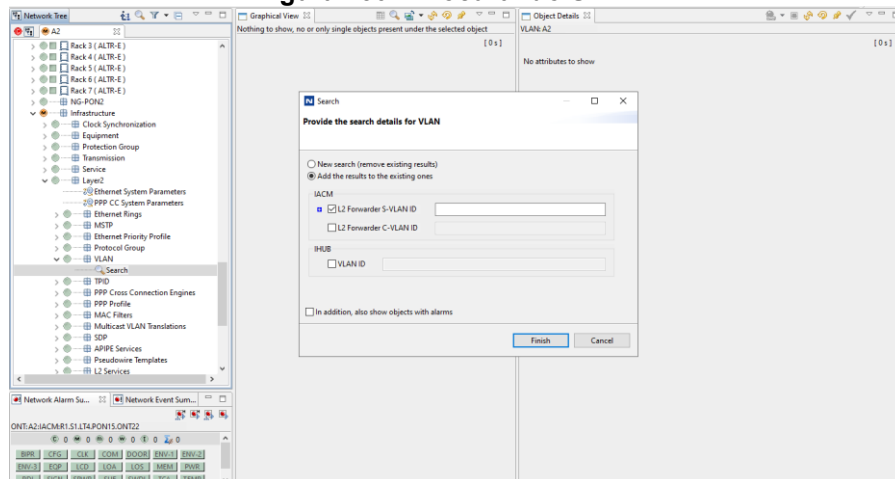 Network Tree
A2
Rack 3 ( ALTR-E )
Rack 4 ( ALTR-E )
Rack 5 ( ALTR-E )
Rack 6 ( ALTR-E )
Rack 7 ( ALTR-E )
NG-PON2
Infrastructure
Clock Synchronization
Equipment
Protection Group
Transmission
Service
Layer2
Ethernet System Parameters
PPP CC System Parameters
Ethernet Rings
MSTP
Ethernet Priority Profile
Protocol Group
VLAN
Search
TPID
PPP Cross Connection Engines
PPP Profile
MAC Filters
Multicast VLAN Translations
SDP
APIPE Services
Pseudowire Templates
L2 Services
Graphical View
Nothing to show, no or only single objects present under the selected object
[0s]
Object Details
VLAN: A2
[0s]
No attributes to show
Search
Provide the search details for VLAN
New search (remove existing results)
Add the results to the existing ones
IACM
L2 Forwarder S-VLAN ID
L2 Forwarder C-VLAN ID
IHUB
VLAN ID
In addition, also show objects with alarms
Finish Cancel
Network Alarm Su... Network Event Sum...
ONT:A2:IACM:R1.S1.LT4.PON15.ONT22
0 0 0 0 0 0
BPR CFG CLK COM DOOR ENV-1 ENV-2
ENV-3 EQP LCD LOA LOS MEM PWR